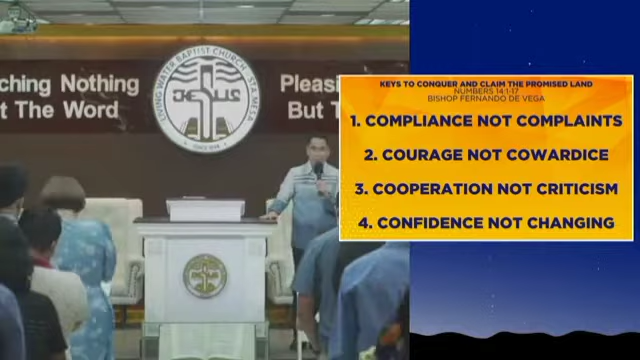 ching Nothing
t The Word
LIVING WATER BAPTIST CHURCH - STA. MESA
JESUS
Pleasi
But T
KEYS TO CONQUER AND CLAIM THE PROMISED LAND
NUMBERS 14:1-17
BISHOP FERNANDO DE VEGA
1. COMPLIANCE NOT COMPLAINTS
2. COURAGE NOT COWARDICE
3. COOPERATION NOT CRITICISM
4. CONFIDENCE NOT CHANGING